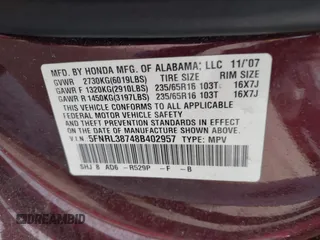 MFD. BY HONDA MFG. OF ALABAMA, LLC 11/'07
GVWR 2730KG(6019LBS) TIRE SIZE RIM SIZE
GAWR F 1320KG(2910LBS) 235/65R16 103T 16X7J
GAWR R 1450KG(3197LBS) 235/65R16 103T 16X7J
THIS VEHICLE CONFORMS TO ALL APPLICABLE
FEDERAL MOTOR VEHICLE SAFETY AND THEFT
PREVENTION STANDARDS IN EFFECT ON THE
DATE OF MANUFACTURE SHOWN ABOVE.
V.I.N. 5FNRL38748B402957 TYPE: MPV
SHJ 8 AD6 -R529P -F -B
DREAMBID